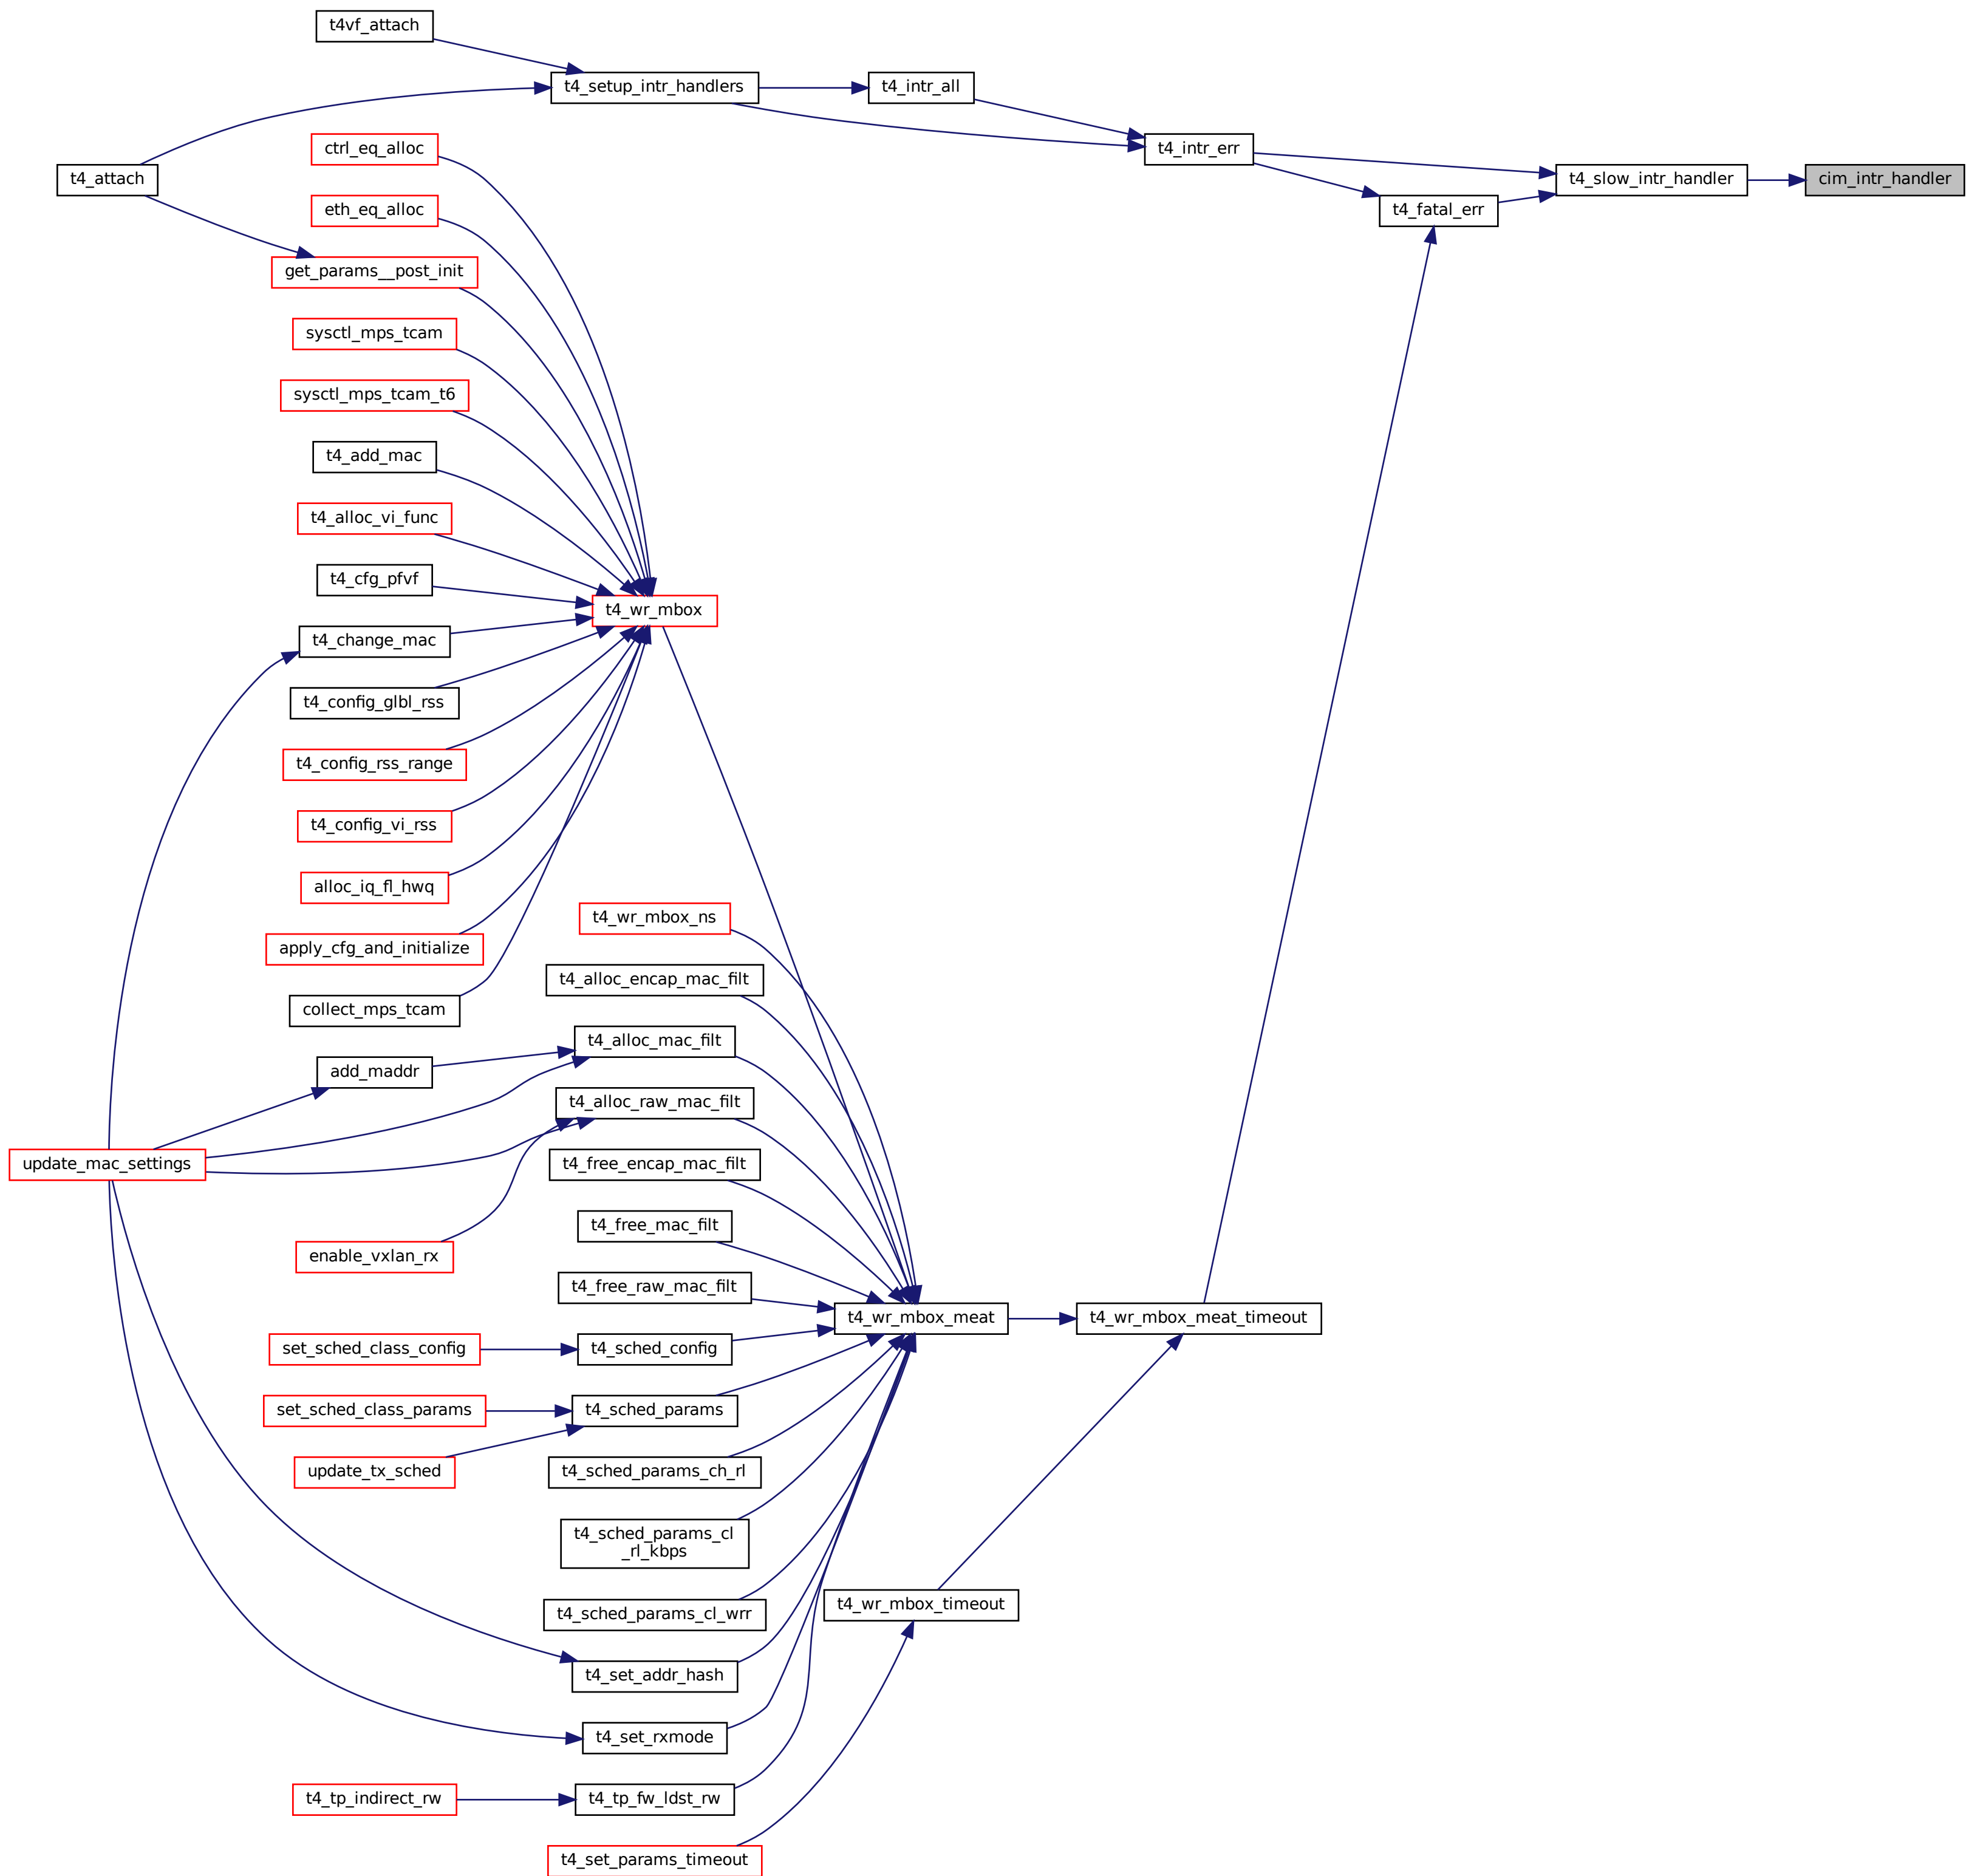 t4vf_attach
t4_setup_intr_handlers
t4_intr_all
ctrl_eq_alloc
t4_intr_err
t4_attach
t4_slow_intr_handler
cim_intr_handler
eth_eq_alloc
t4_fatal_err
get_params__post_init
sysctl_mps_tcam
sysctl_mps_tcam_t6
t4_add_mac
t4_alloc_vi_func
t4_cfg_pfvf
t4_wr_mbox
t4_change_mac
t4_config_glbl_rss
t4_config_rss_range
t4_config_vi_rss
alloc_iq_fl_hwq
t4_wr_mbox_ns
apply_cfg_and_initialize
t4_alloc_encap_mac_filt
collect_mps_tcam
t4_alloc_mac_filt
add_maddr
t4_alloc_raw_mac_filt
update_mac_settings
t4_free_encap_mac_filt
t4_free_mac_filt
enable_vxlan_rx
t4_free_raw_mac_filt
t4_wr_mbox_meat
t4_wr_mbox_meat_timeout
set_sched_class_config
t4_sched_config
set_sched_class_params
t4_sched_params
update_tx_sched
t4_sched_params_ch_rl
t4_sched_params_cl
_rl_kbps
t4_wr_mbox_timeout
t4_sched_params_cl_wrr
t4_set_addr_hash
t4_set_rxmode
t4_tp_indirect_rw
t4_tp_fw_ldst_rw
t4_set_params_timeout